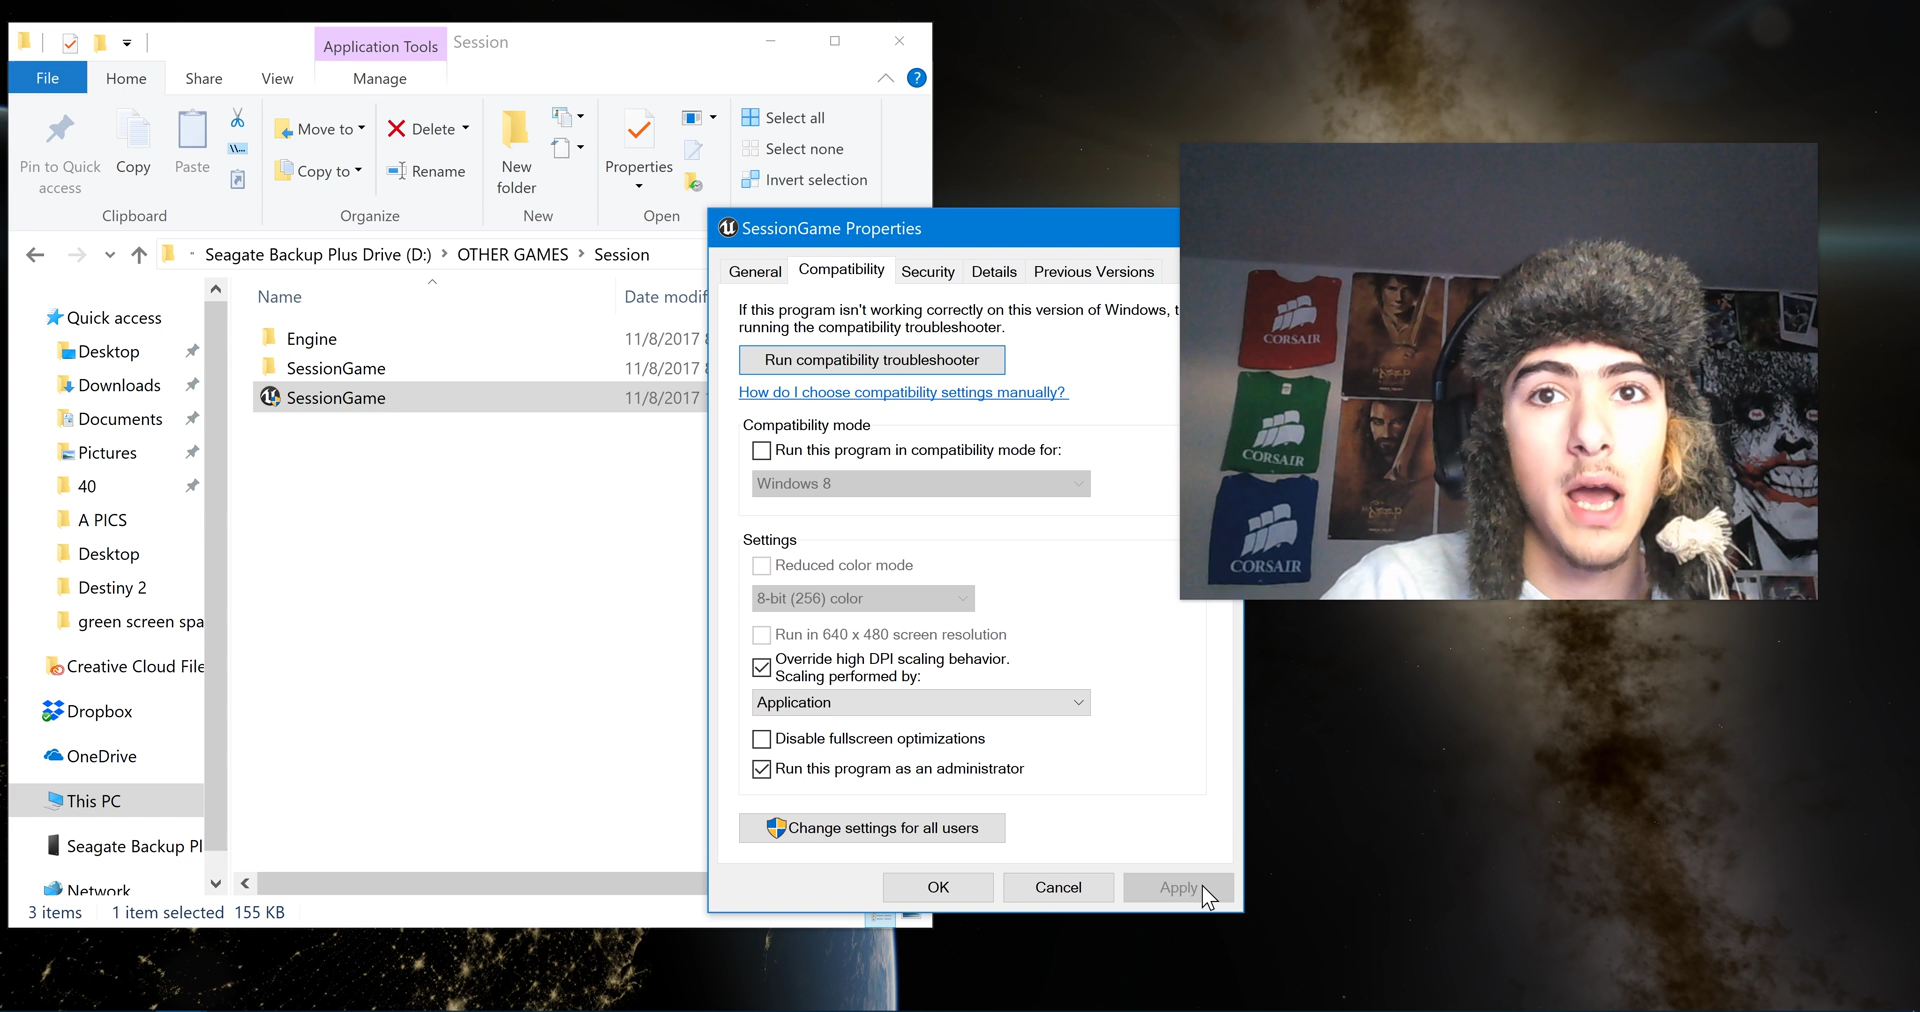 Application Tools
Session
File
Home
Share
View
Manage
Pin to Quick
access
Copy
Paste
Move to
Copy to
Delete
Rename
New
folder
Properties
Select all
Select none
Invert selection
Clipboard
Organize
New
Open
Seagate Backup Plus Drive (D:) > OTHER GAMES > Session
Name
Date modif
Engine
11/8/2017
SessionGame
11/8/2017
SessionGame
11/8/2017
Quick access
Desktop
Downloads
Documents
Pictures
40
A PICS
Desktop
Destiny 2
green screen spa
Creative Cloud File
Dropbox
OneDrive
This PC
Seagate Backup Pl
Network
3 items
1 item selected 155 KB
SessionGame Properties
General
Compatibility
Security
Details
Previous Versions
If this program isn't working correctly on this version of Windows, t
running the compatibility troubleshooter.
Run compatibility troubleshooter
How do I choose compatibility settings manually?
Compatibility mode
Run this program in compatibility mode for:
Windows 8
Settings
Reduced color mode
8-bit (256) color
Run in 640 x 480 screen resolution
Override high DPI scaling behavior.
Scaling performed by:
Application
Disable fullscreen optimizations
Run this program as an administrator
Change settings for all users
OK
Cancel
Apply
CORSAIR
CORSAIR
CORSAIR